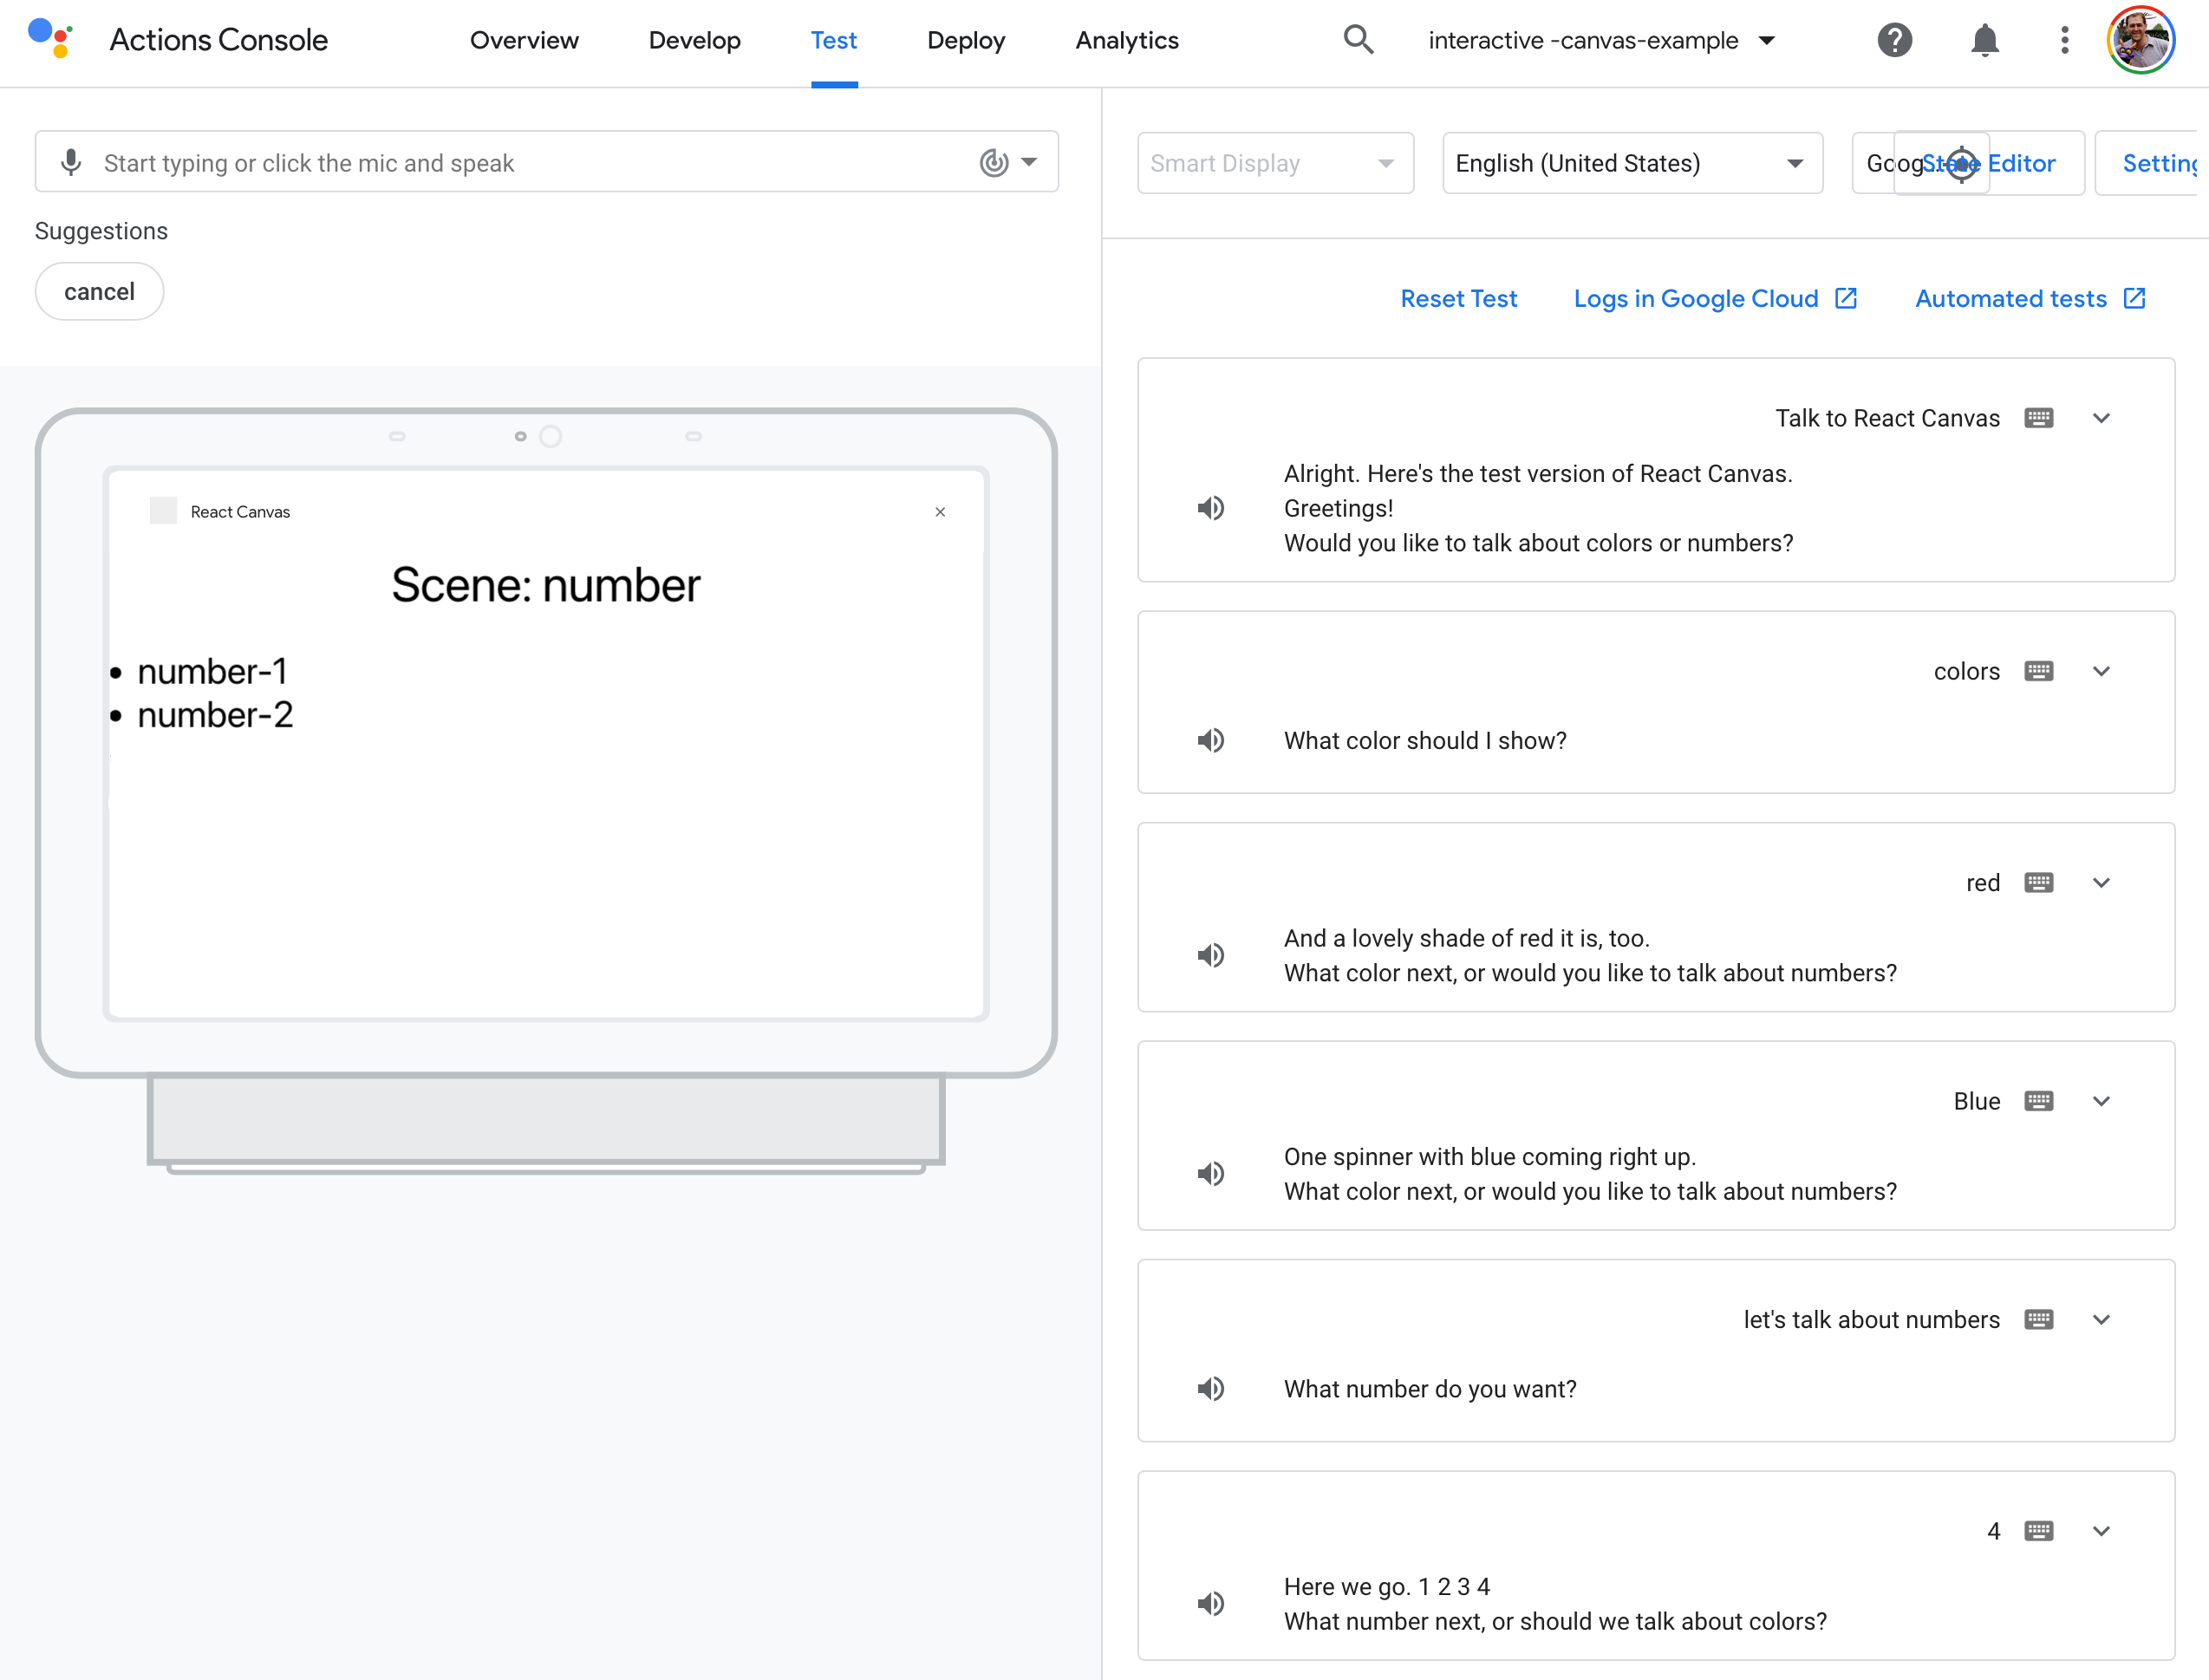 Actions Console
Overview
Develop
Test
Deploy
Analytics
interactive -canvas-example
Start typing or click the mic and speak
Suggestions
cancel
React Canvas
Scene: number
number-1
number-2
Smart Display
English (United States)
Goog...
State Editor
Setting
Reset Test
Logs in Google Cloud
Automated tests
Talk to React Canvas
Alright. Here's the test version of React Canvas.
Greetings!
Would you like to talk about colors or numbers?
colors
What color should I show?
red
And a lovely shade of red it is, too.
What color next, or would you like to talk about numbers?
Blue
One spinner with blue coming right up.
What color next, or would you like to talk about numbers?
let's talk about numbers
What number do you want?
4
Here we go. 1 2 3 4
What number next, or should we talk about colors?